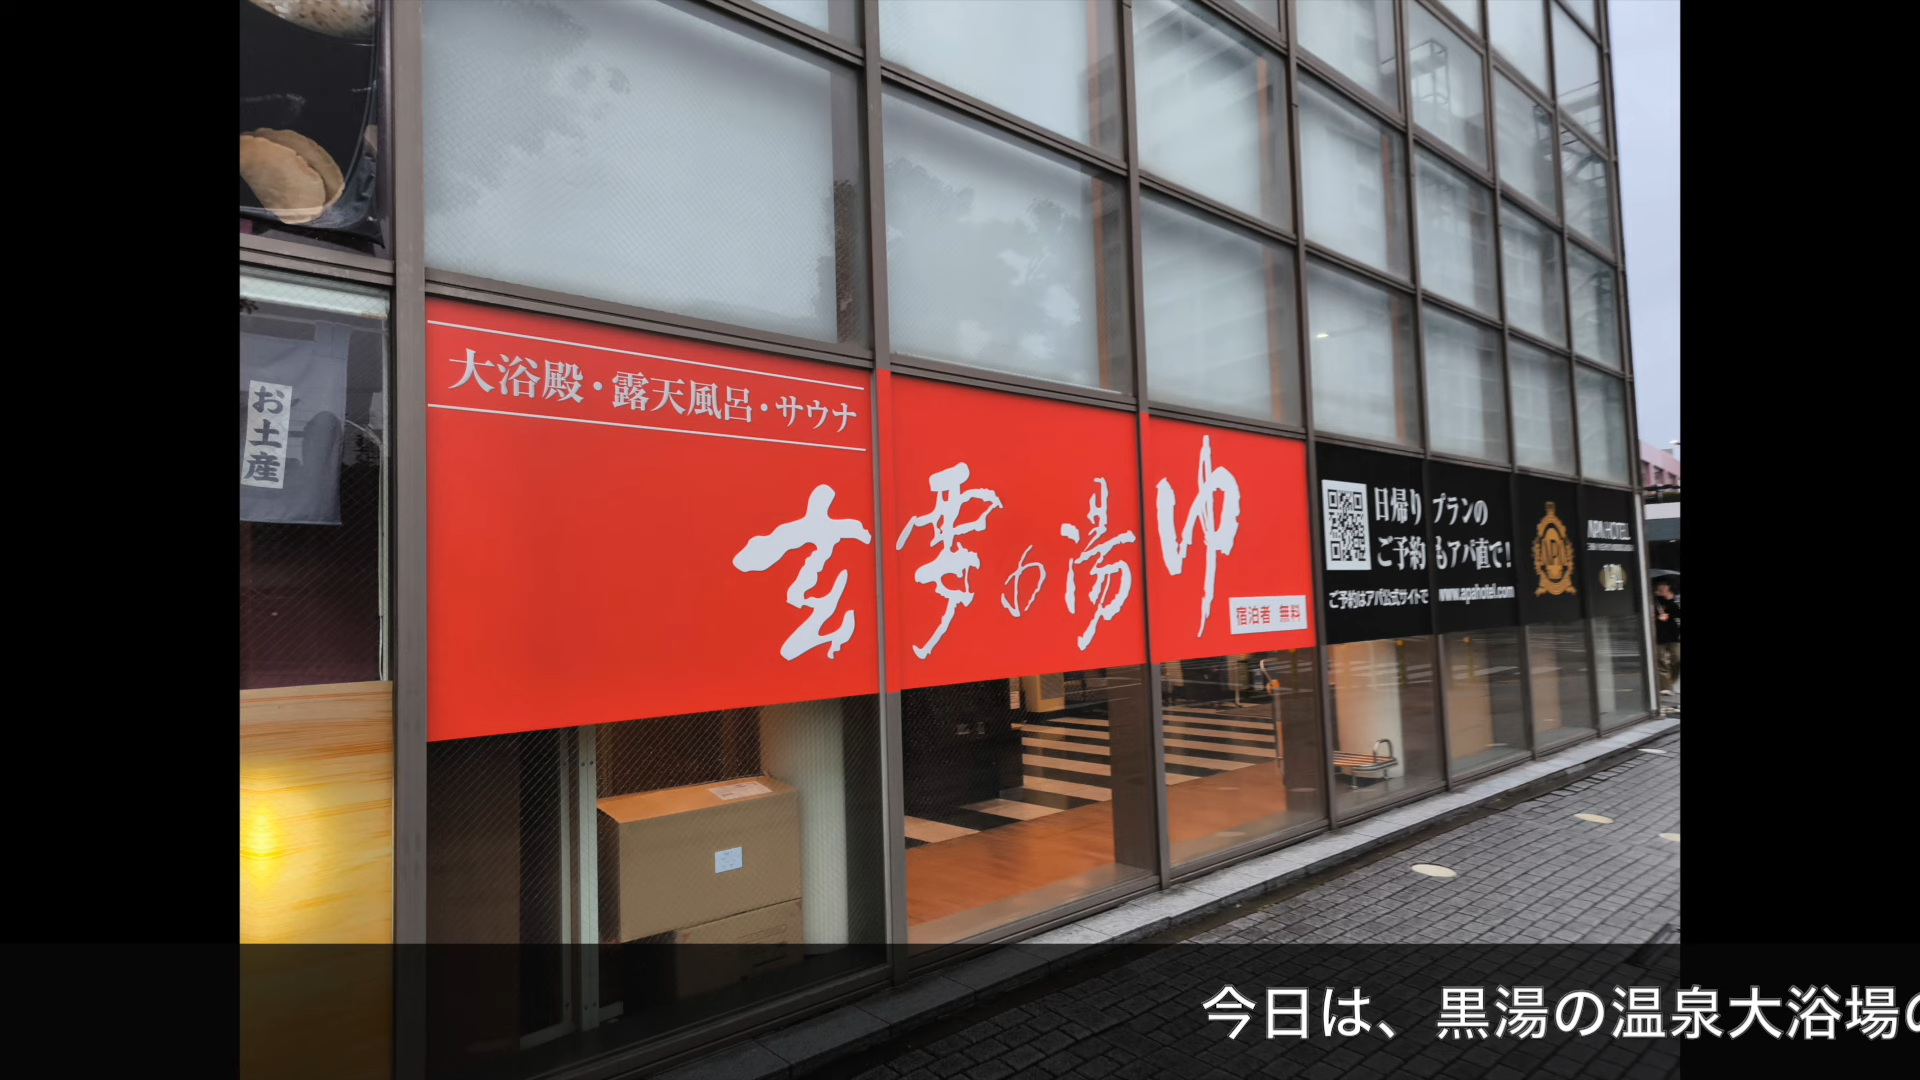 お土産
大浴殿・露天風呂・サウナ
玄要の湯 ゆ
宿泊者 無料
日帰りプランの
ご予約もアパ直で!
ご予約はアパ公式サイトで www.apahotel.com
APA
APA HOTEL
今日は、黒湯の温泉大浴場の